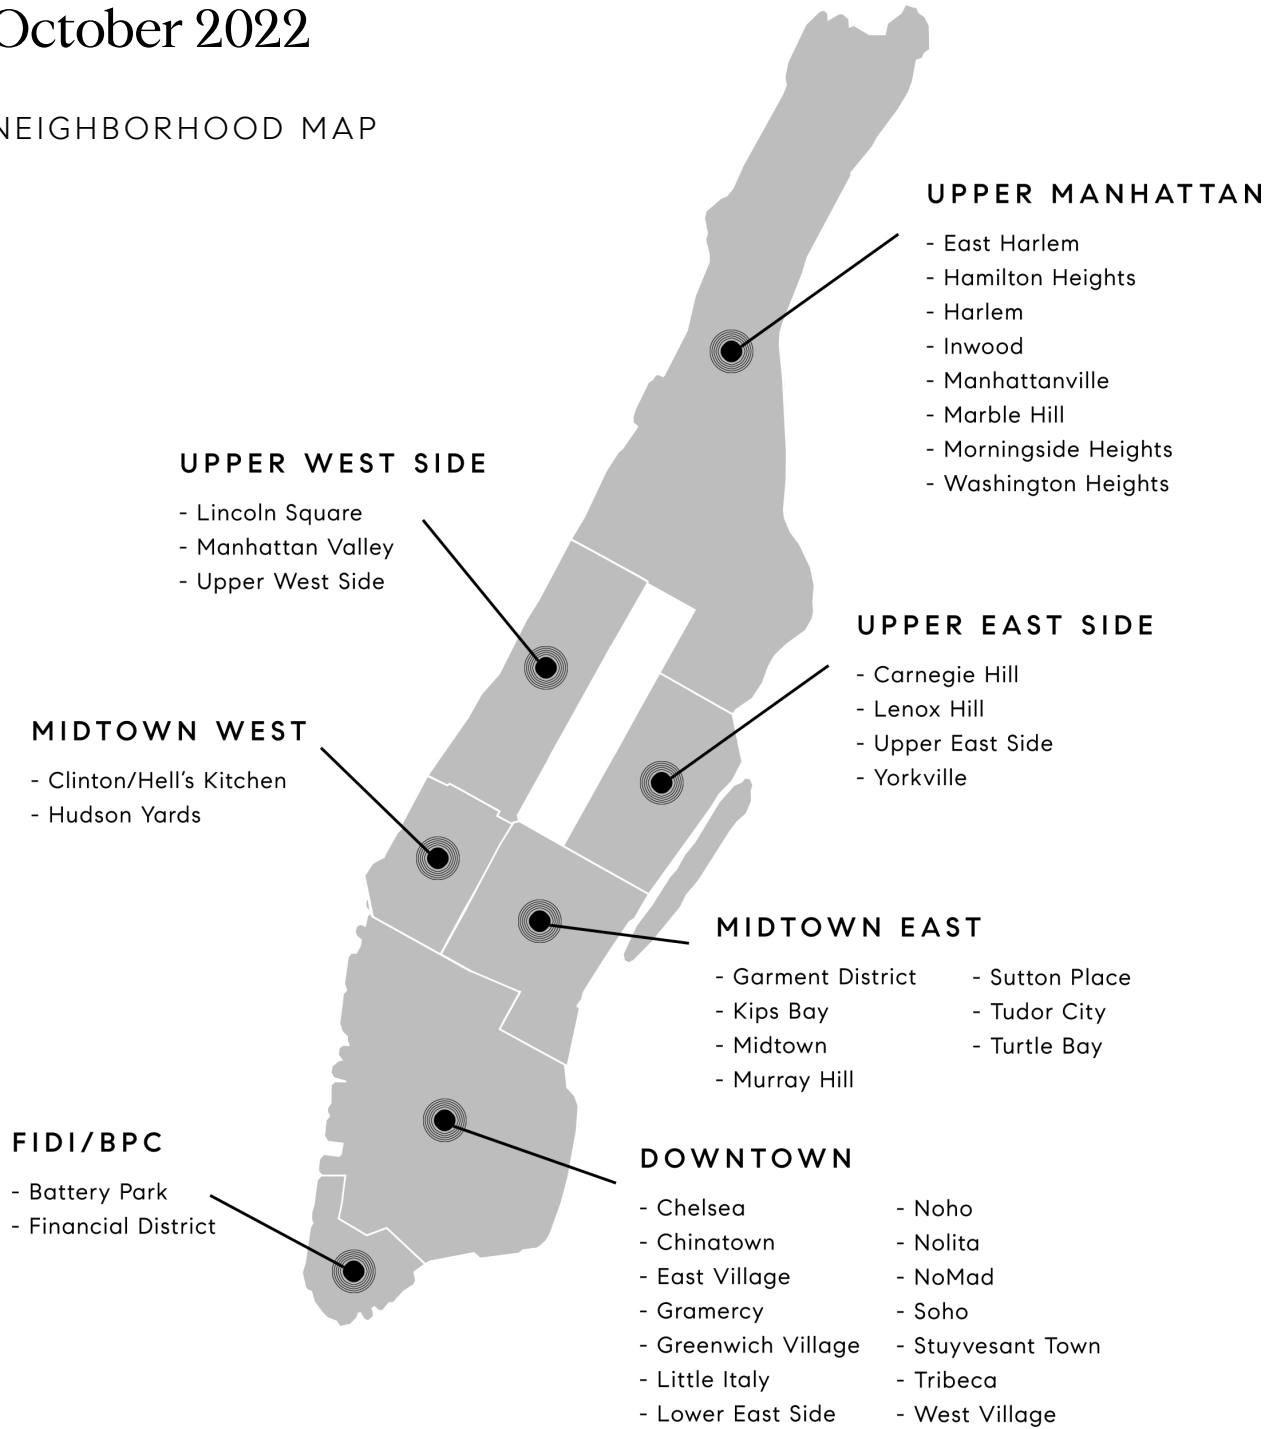 October 2022
NEIGHBORHOOD MAP
UPPER MANHATTAN
- East Harlem
- Hamilton Heights
- Harlem
- Inwood
- Manhattanville
- Marble Hill
- Morningside Heights
- Washington Heights
UPPER WEST SIDE
- Lincoln Square
- Manhattan Valley
- Upper West Side
UPPER EAST SIDE
- Carnegie Hill
- Lenox Hill
- Upper East Side
- Yorkville
MIDTOWN WEST
- Clinton/Hell's Kitchen
- Hudson Yards
MIDTOWN EAST
- Garment District
- Kips Bay
- Midtown
- Murray Hill
- Sutton Place
- Tudor City
- Turtle Bay
FIDI/BPC
- Battery Park
- Financial District
DOWNTOWN
- Chelsea
- Chinatown
- East Village
- Gramercy
- Greenwich Village
- Little Italy
- Lower East Side
- Noho
- Nolita
- NoMad
- Soho
- Stuyvesant Town
- Tribeca
- West Village